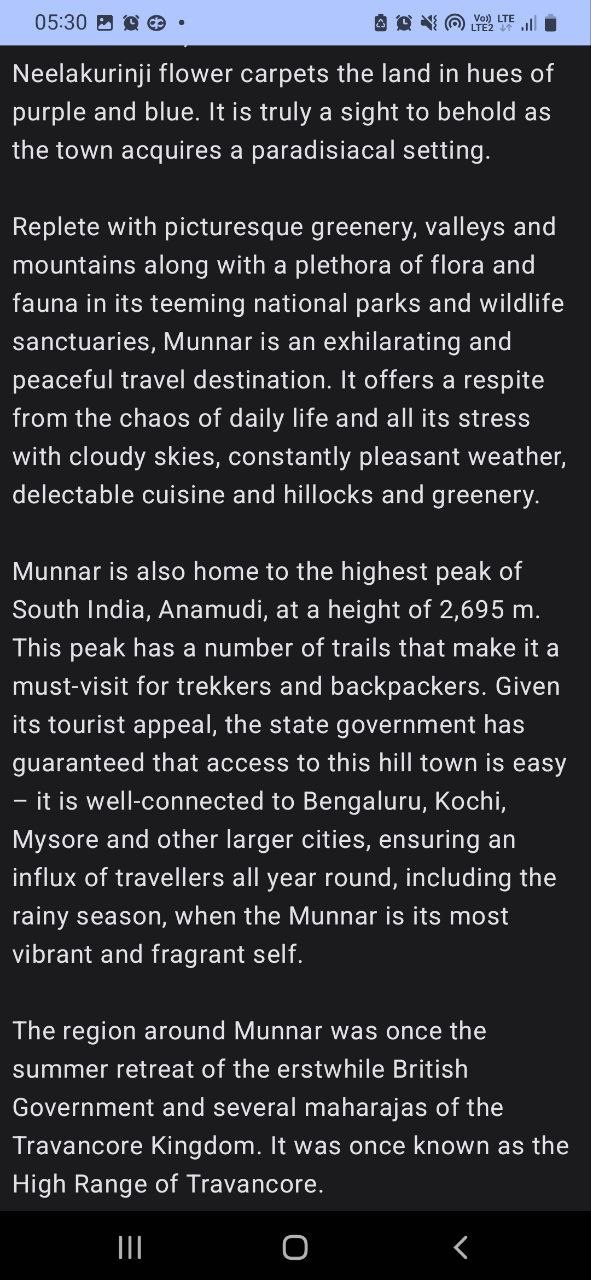 05:30
Vo)) LTE
LTE2
Neelakurinji flower carpets the land in hues of
purple and blue. It is truly a sight to behold as
the town acquires a paradisiacal setting.
Replete with picturesque greenery, valleys and
mountains along with a plethora of flora and
fauna in its teeming national parks and wildlife
sanctuaries, Munnar is an exhilarating and
peaceful travel destination. It offers a respite
from the chaos of daily life and all its stress
with cloudy skies, constantly pleasant weather,
delectable cuisine and hillocks and greenery.
Munnar is also home to the highest peak of
South India, Anamudi, at a height of 2,695 m.
This peak has a number of trails that make it a
must-visit for trekkers and backpackers. Given
its tourist appeal, the state government has
guaranteed that access to this hill town is easy
– it is well-connected to Bengaluru, Kochi,
Mysore and other larger cities, ensuring an
influx of travellers all year round, including the
rainy season, when the Munnar is its most
vibrant and fragrant self.
The region around Munnar was once the
summer retreat of the erstwhile British
Government and several maharajas of the
Travancore Kingdom. It was once known as the
High Range of Travancore.